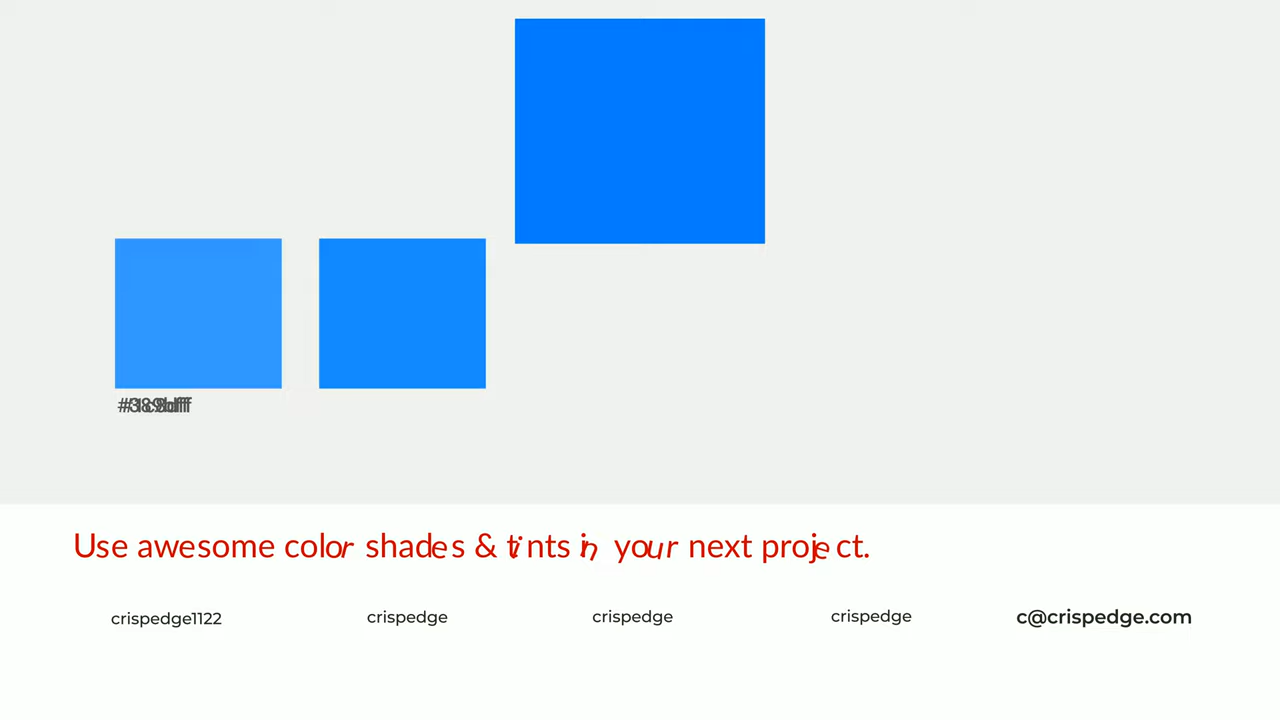 Use awesome color shades & tints in your next project.
crispedge1122 crispedge crispedge crispedge c@crispedge.com